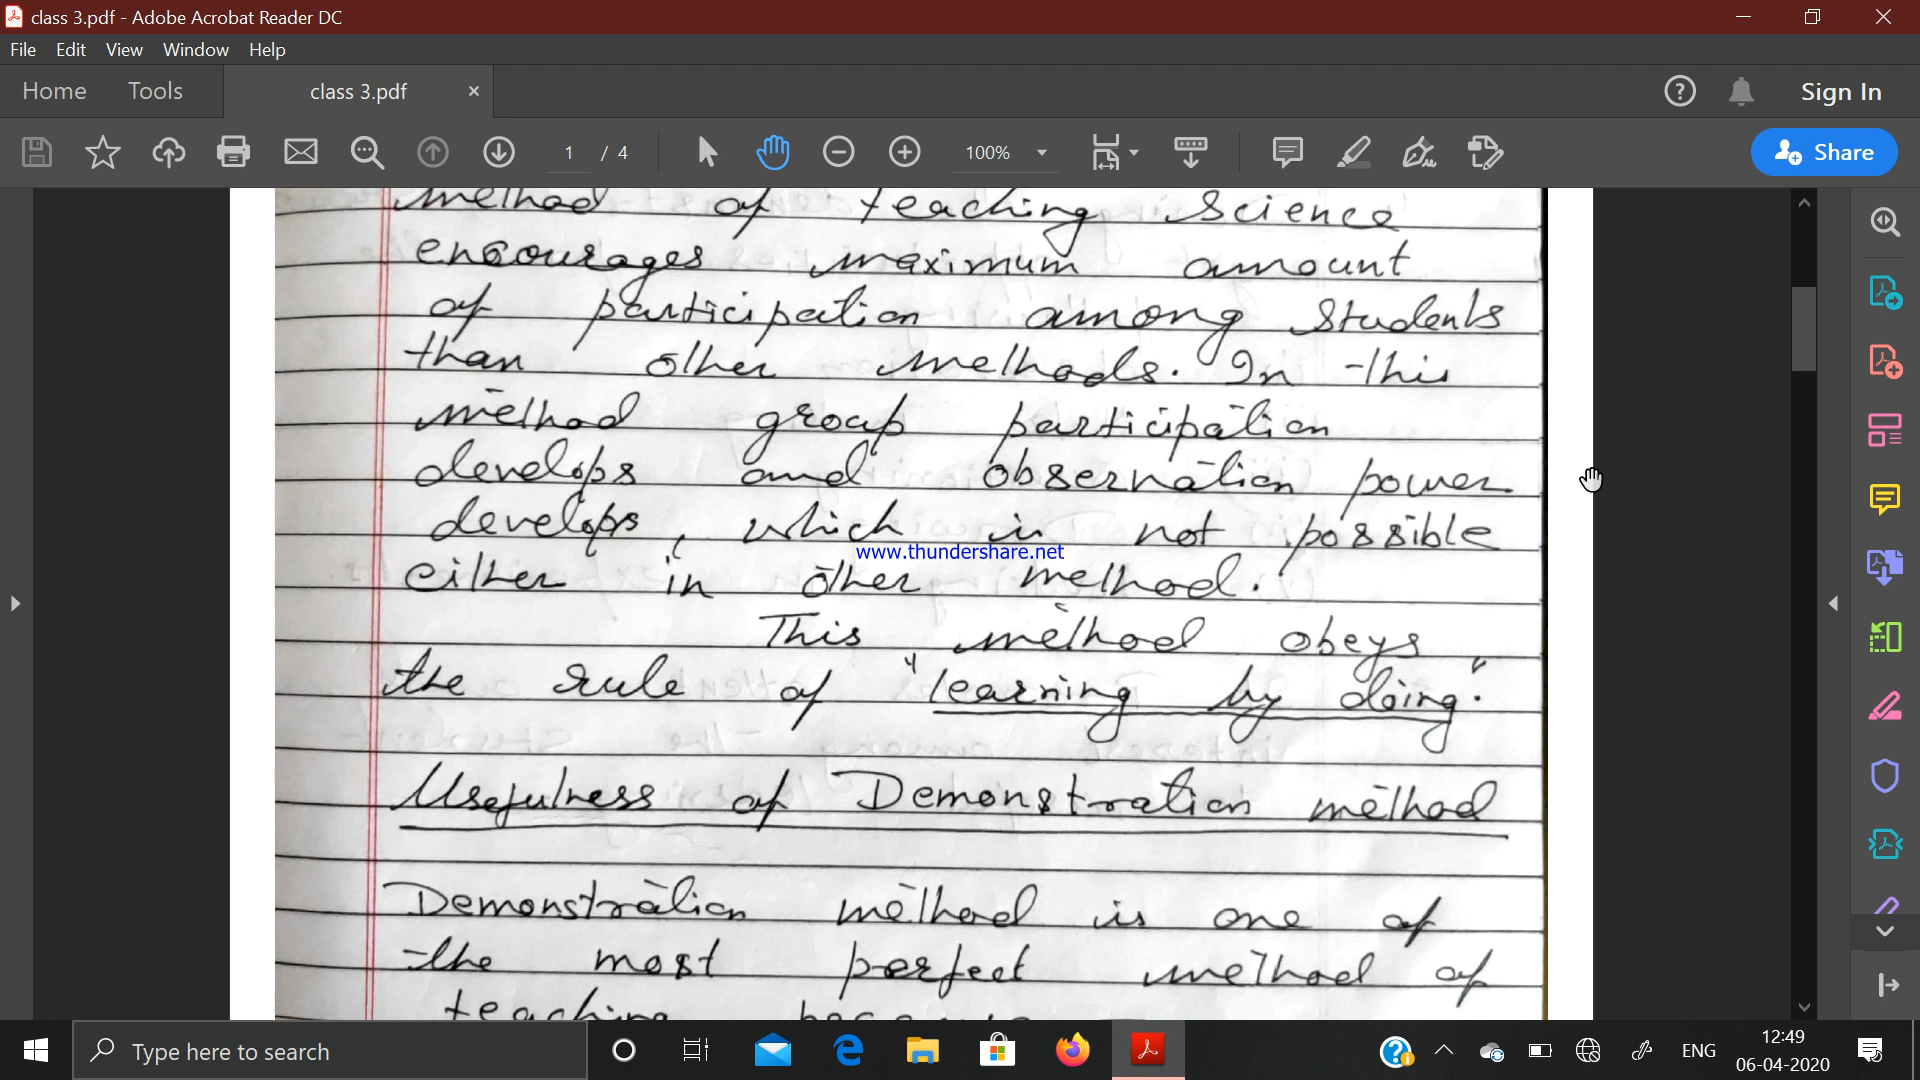 class 3.pdf - Adobe Acrobat Reader DC
File Edit View Window Help
Home Tools class 3.pdf × Sign In
1 / 4 100% Share
method of teaching Science
encourages maximum amount
of participation among students
than other methods. In this
method group participation
develops and observation power
develops, which is not possible
www.thundershare.net
either in other method.
This method obeys
the rule of "learning by doing."
Usefulness of Demonstration method
Demonstration method is one of
the most perfect method of
teaching because
Type here to search
ENG 12:49
06-04-2020